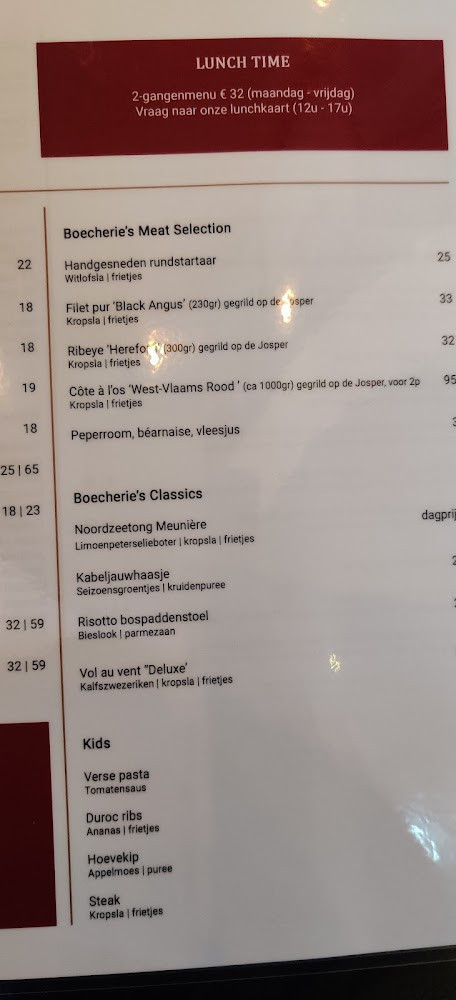 LUNCH TIME
2-gangenmenu € 32 (maandag - vrijdag)
Vraag naar onze lunchkaart (12u - 17u)
22
18
18
19
18
25 | 65
18 | 23
32 | 59
32 | 59
Boecherie's Meat Selection
Handgesneden rundstartaar 25
Witlofsla | frietjes
Filet pur 'Black Angus' (230gr) gegrild op de Josper 33
Kropsla | frietjes
Ribeye (300gr) gegrild op de Josper 32
Kropsla | frietjes
Côte à l'os 'West-Vlaams Rood ' (ca 1000gr) gegrild op de Josper, voor 2p 95
Kropsla | frietjes
Peperroom, béarnaise, vleesjus
Boecherie's Classics
Noordzeetong Meunière
Limoenpeterselieboter | kropsla | frietjes
Kabeljauwhaasje
Seizoensgroentjes | kruidenpuree
Risotto bospaddenstoel
Bieslook | parmezaan
Vol au vent "Deluxe'
Kalfszwezeriken | kropsla | frietjes
Kids
Verse pasta
Tomatensaus
Duroc ribs
Ananas | frietjes
Hoevekip
Appelmoes | puree
Steak
Kropsla | frietjes